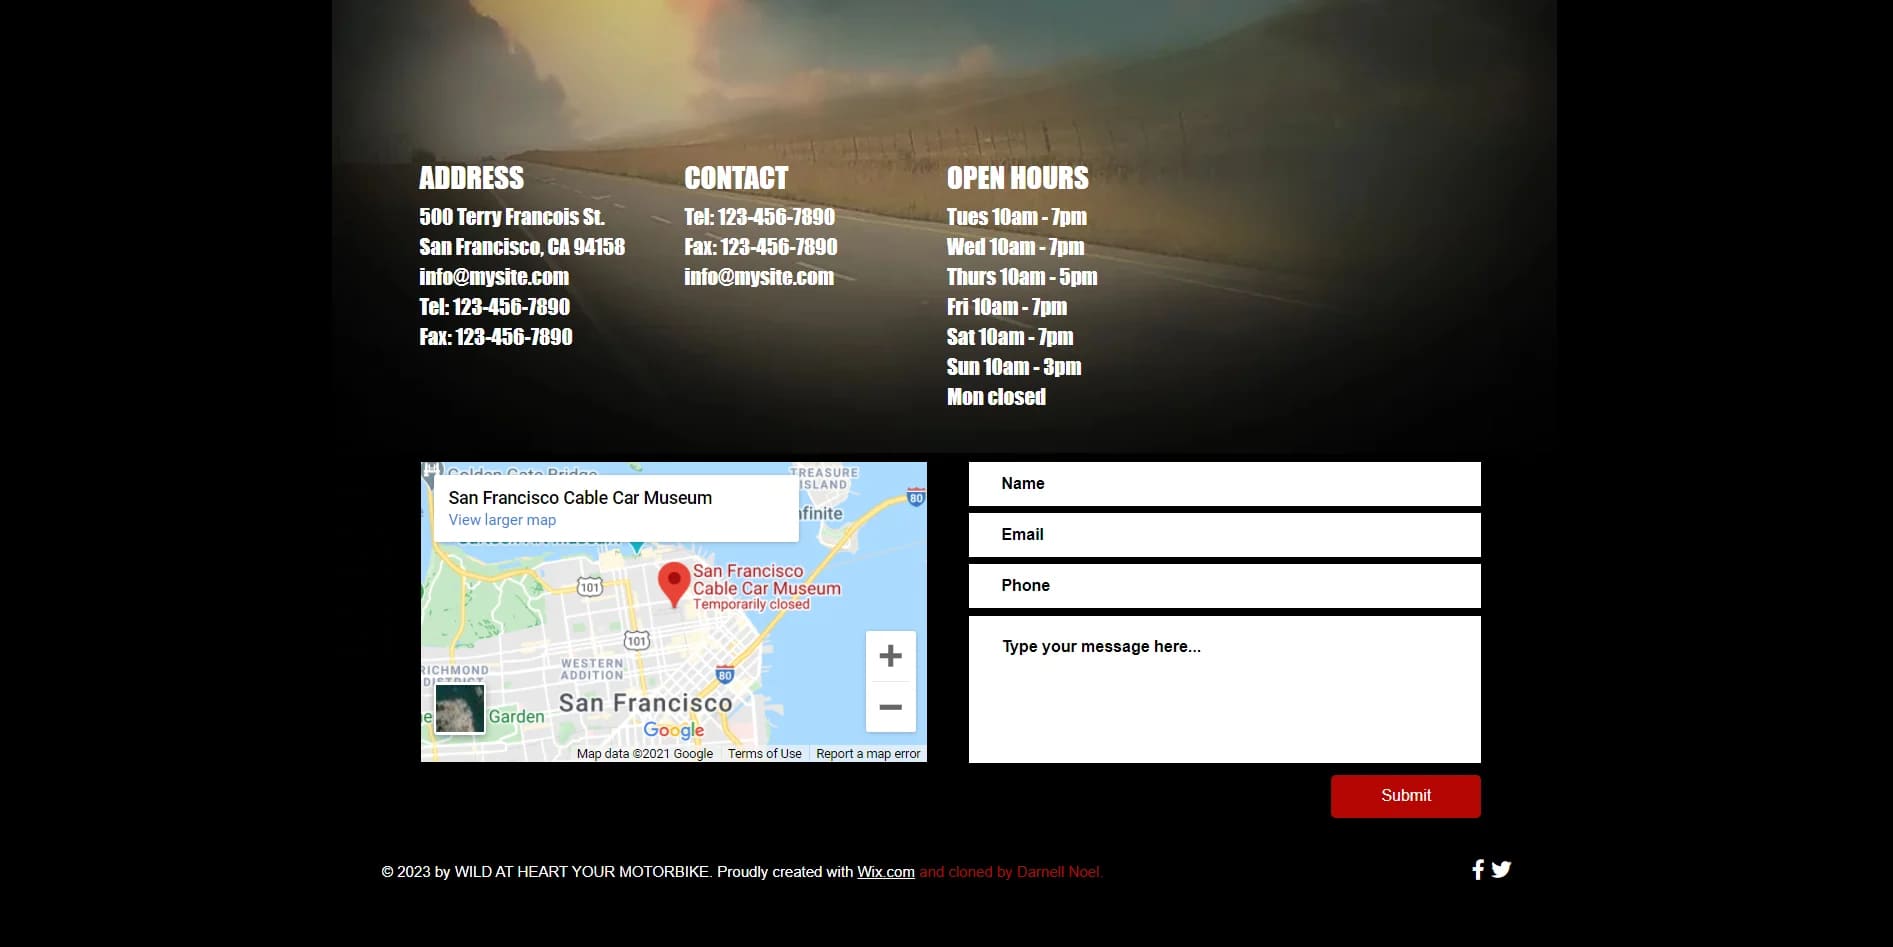 ADDRESS
500 Terry Francois St.
San Francisco, CA 94158
info@mysite.com
Tel: 123-456-7890
Fax: 123-456-7890
CONTACT
Tel: 123-456-7890
Fax: 123-456-7890
info@mysite.com
OPEN HOURS
Tues 10am - 7pm
Wed 10am - 7pm
Thurs 10am - 5pm
Fri 10am - 7pm
Sat 10am - 7pm
Sun 10am - 3pm
Mon closed
Golden Gate Bridge
San Francisco Cable Car Museum
View larger map
TREASURE
ISLAND
80
San Francisco
Cable Car Museum
Temporarily closed
101
101
RICHMOND
DISTRICT
WESTERN
ADDITION
80
San Francisco
Garden
Google
Map data ©2021 Google
Terms of Use
Report a map error
Name
Email
Phone
Type your message here...
Submit
© 2023 by WILD AT HEART YOUR MOTORBIKE. Proudly created with Wix.com and cloned by Darnell Noel.